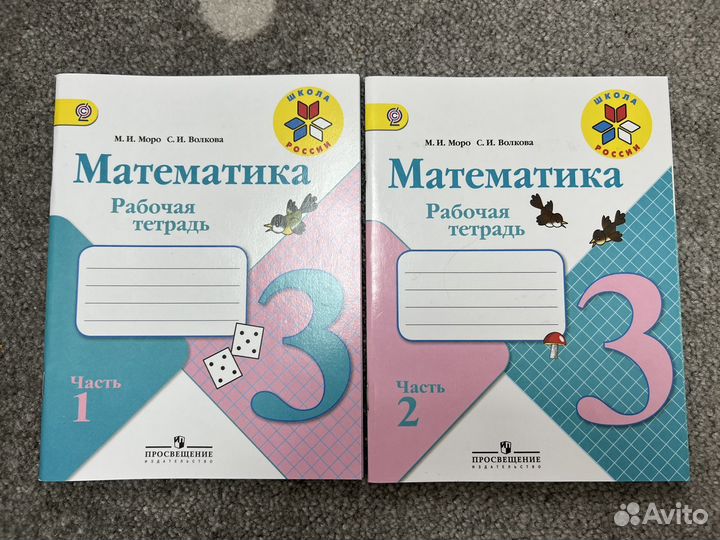 ШКОЛА
РОССИИ
М. И. Моро С. И. Волкова
Математика
Рабочая
тетрадь
3
Часть
1
ПРОСВЕЩЕНИЕ
ИЗДАТЕЛЬСТВО
ШКОЛА
РОССИИ
М. И. Моро С. И. Волкова
Математика
Рабочая
тетрадь
3
Часть
2
ПРОСВЕЩЕНИЕ
ИЗДАТЕЛЬСТВО
Avito